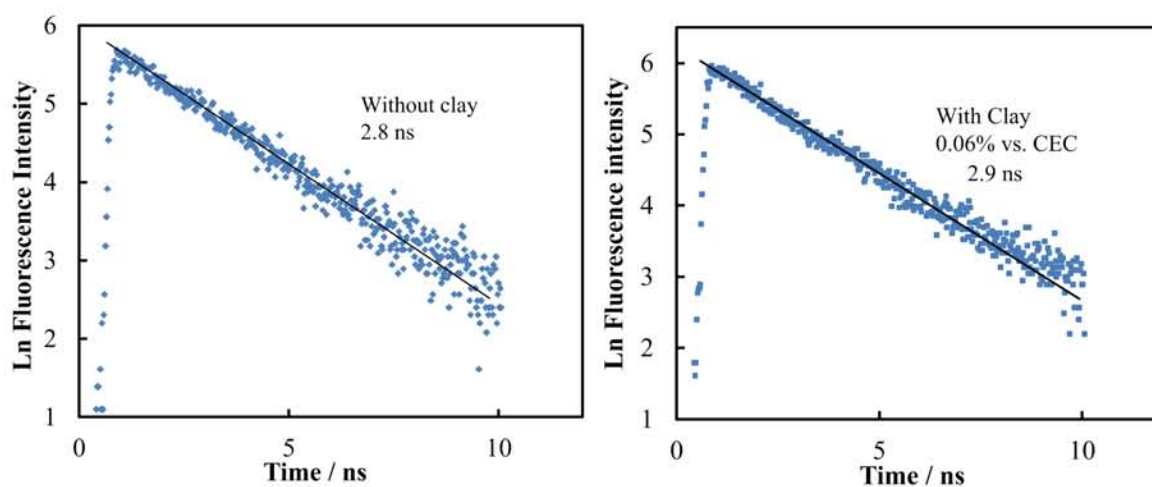 Ln Fluorescence Intensity
6
5
4
3
2
1
0
5
10
Time / ns
Without clay
2.8 ns
Ln Fluorescence intensity
6
5
4
3
2
1
0
5
10
Time / ns
With Clay
0.06% vs. CEC
2.9 ns